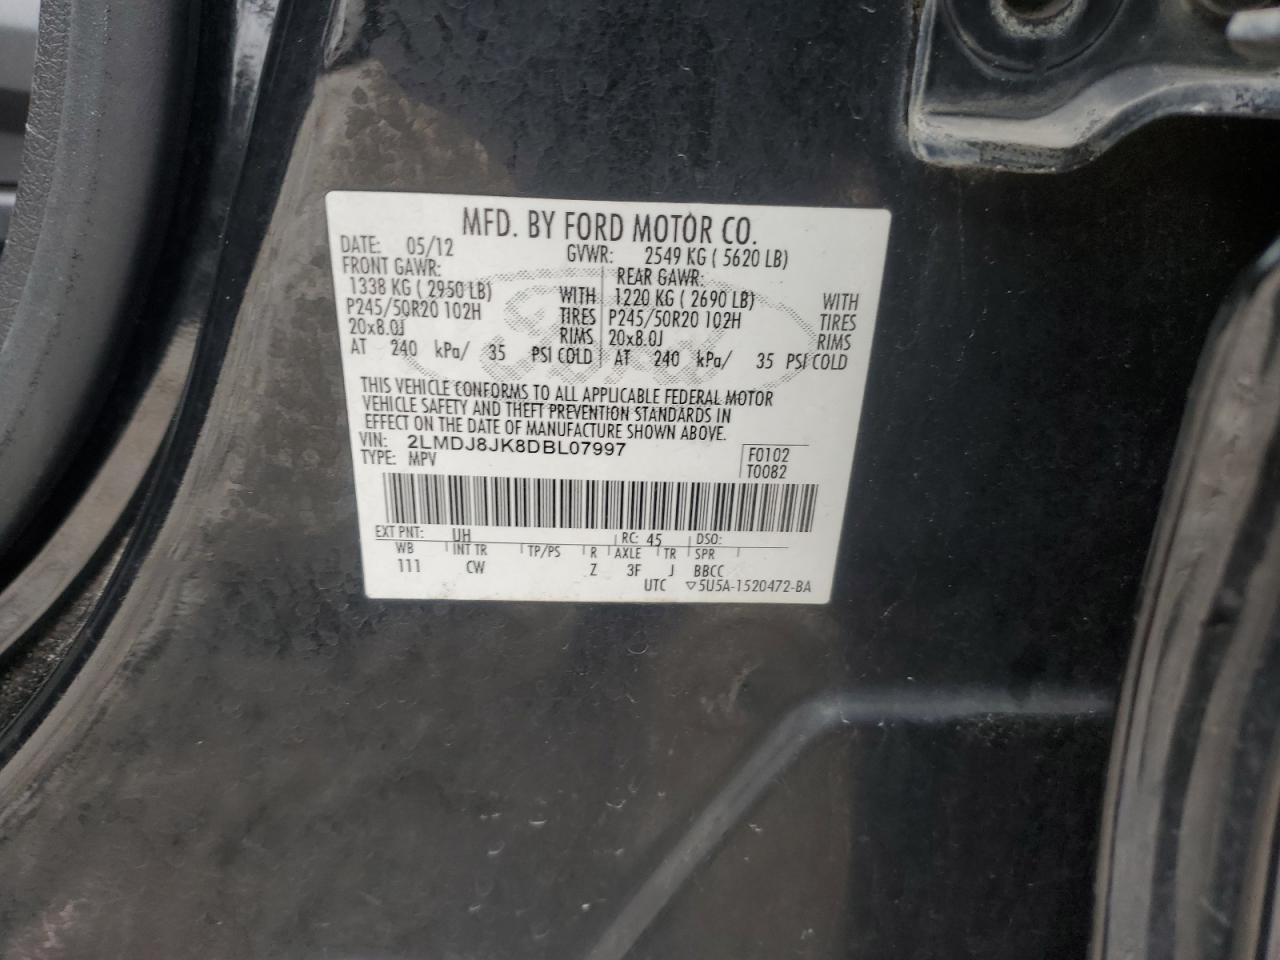 MFD. BY FORD MOTOR CO.
DATE: 05/12 GVWR: 2549 KG ( 5620 LB)
FRONT GAWR: REAR GAWR:
1338 KG ( 2950 LB) WITH 1220 KG ( 2690 LB) WITH
P245/50R20 102H TIRES P245/50R20 102H TIRES
20x8.0J RIMS 20x8.0J RIMS
AT 240 kPa/ 35 PSI COLD AT 240 kPa/ 35 PSI COLD
THIS VEHICLE CONFORMS TO ALL APPLICABLE FEDERAL MOTOR
VEHICLE SAFETY AND THEFT PREVENTION STANDARDS IN
EFFECT ON THE DATE OF MANUFACTURE SHOWN ABOVE.
VIN: 2LMDJ8JK8DBL07997 F0102
TYPE: MPV T0082
EXT PNT: UH RC: 45 DSO:
WB INT TR TP/PS R AXLE TR SPR
111 CW Z 3F J BBCC
UTC ▽5U5A-1520472-BA